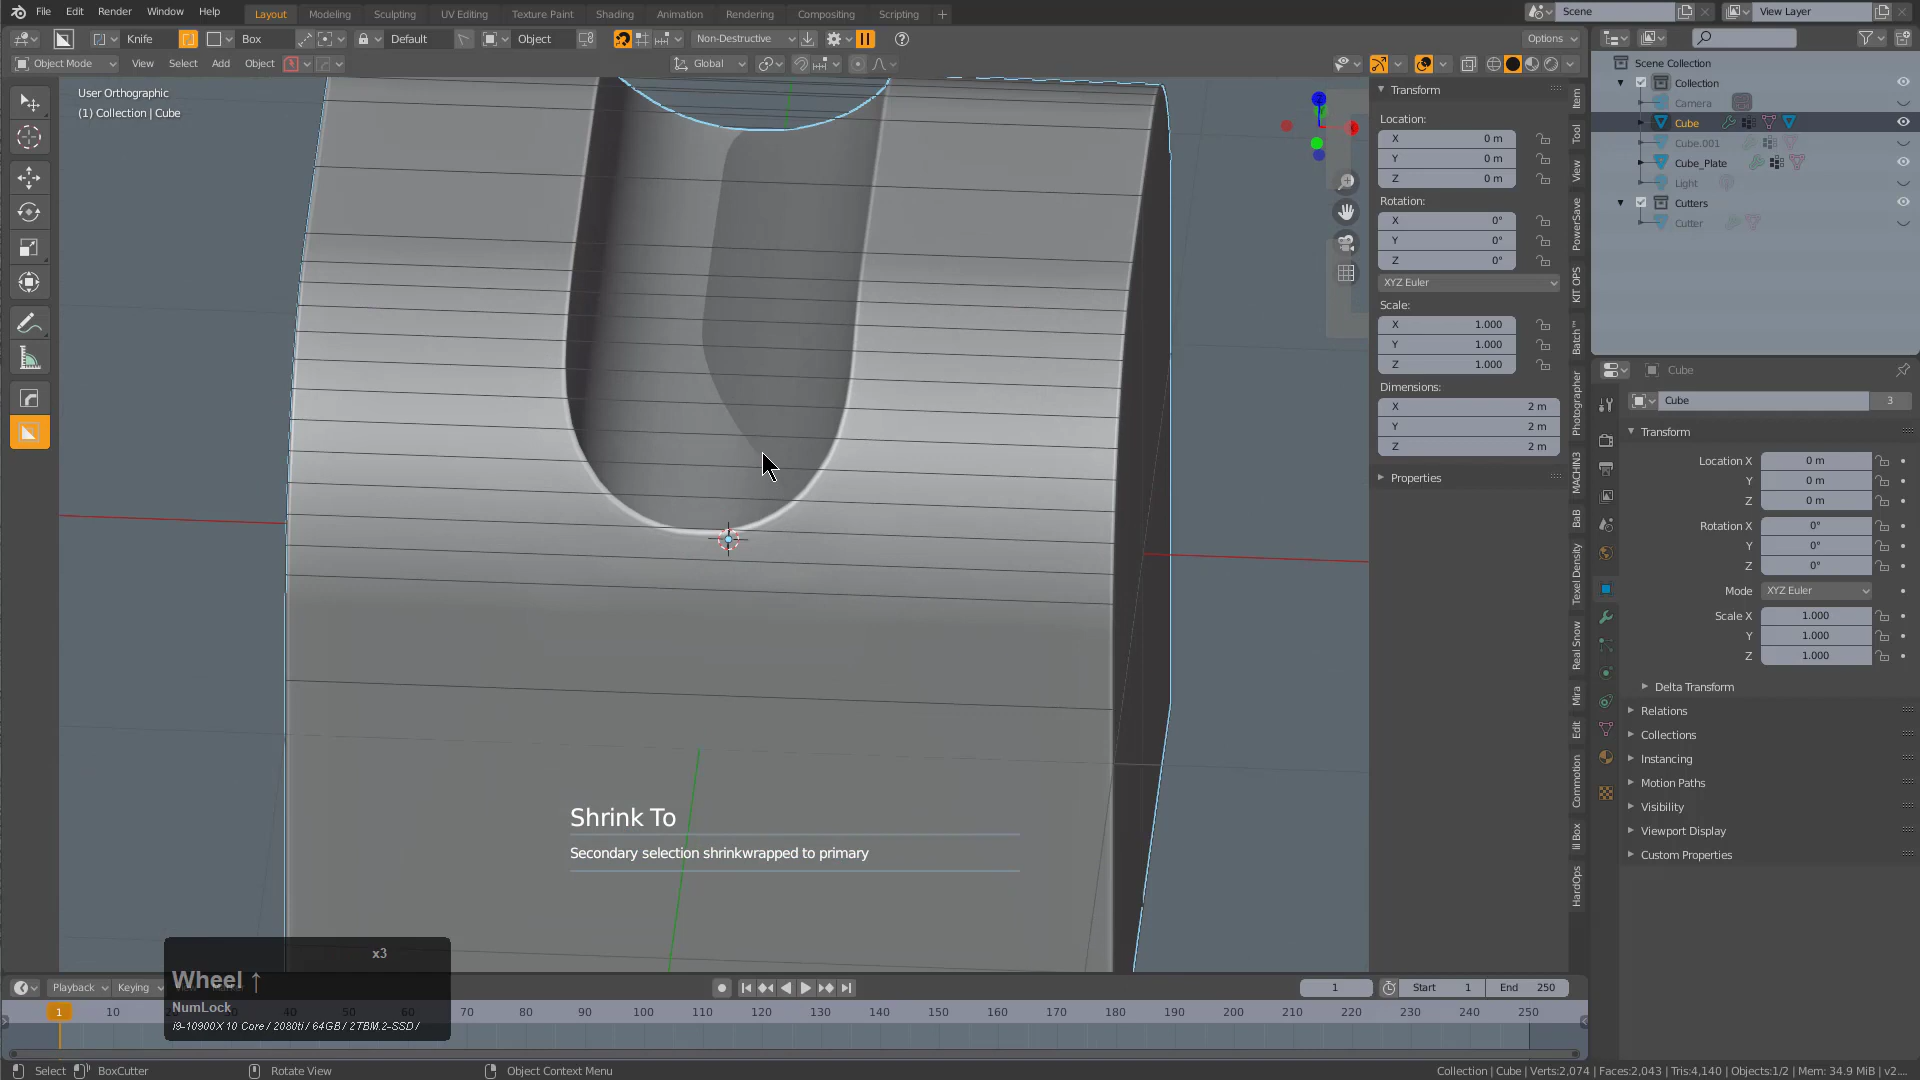 File Edit Render Window Help
Layout Modeling Sculpting UV Editing Texture Paint Shading Animation Rendering Compositing Scripting +
Scene
View Layer
Knife Box Default Object Non-Destructive Options
Object Mode View Select Add Object Global
User Orthographic
(1) Collection | Cube
Transform
Location:
X 0 m
Y 0 m
Z 0 m
Rotation:
X 0°
Y 0°
Z 0°
XYZ Euler
Scale:
X 1.000
Y 1.000
Z 1.000
Dimensions:
X 2 m
Y 2 m
Z 2 m
Properties
Item
Tool
View
PowerSave
KIT OPS
Batch™
Photographer
MACHIN3
BaB
Texel Density
Real Snow
Mira
Edit
Commotion
lil Box
HardOps
Scene Collection
Collection
Camera
Cube
Cube.001
Cube_Plate
Light
Cutters
Cutter
Cube
Cube 3
Transform
Location X 0 m
Y 0 m
Z 0 m
Rotation X 0°
Y 0°
Z 0°
Mode XYZ Euler
Scale X 1.000
Y 1.000
Z 1.000
Delta Transform
Relations
Collections
Instancing
Motion Paths
Visibility
Viewport Display
Custom Properties
Shrink To
Secondary selection shrinkwrapped to primary
x3
Wheel ↑
NumLock
i9-10900X 10 Core / 2080ti / 64GB / 2TBM.2-SSD /
Playback Keying
1 Start 1 End 250
1 10 40 50 60 70 80 90 100 110 120 130 140 150 160 170 180 190 200 210 220 230 240 250
Select BoxCutter Rotate View Object Context Menu
Collection | Cube | Verts:2,074 | Faces:2,043 | Tris:4,140 | Objects:1/2 | Mem: 34.9 MiB | v2....